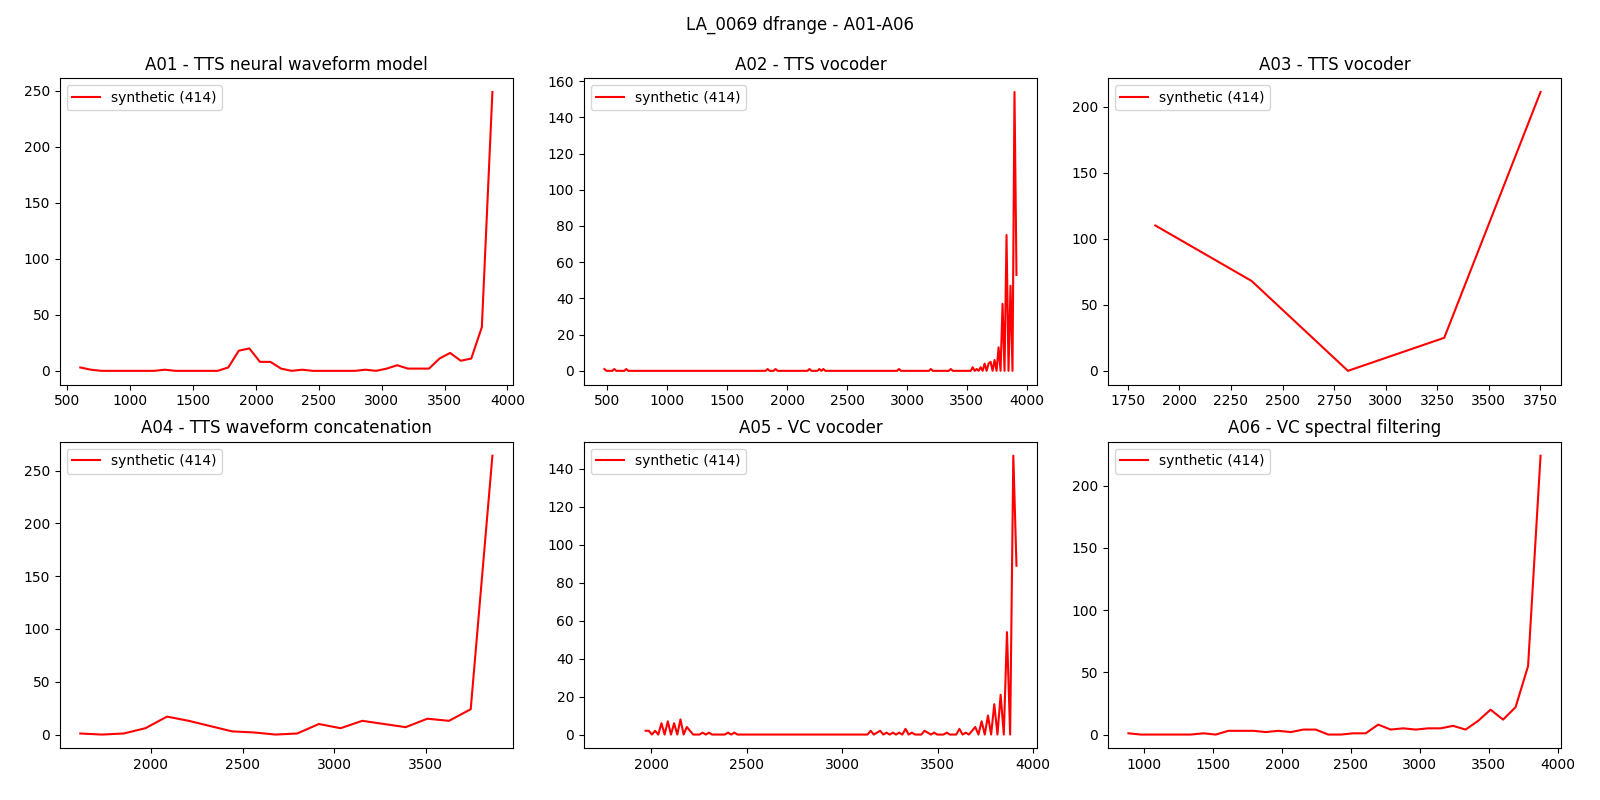 LA_0069 dfrange - A01-A06
A01 - TTS neural waveform model
synthetic (414)
250
200
150
100
50
0
500 1000 1500 2000 2500 3000 3500 4000
A02 - TTS vocoder
synthetic (414)
160
140
120
100
80
60
40
20
0
500 1000 1500 2000 2500 3000 3500 4000
A03 - TTS vocoder
synthetic (414)
200
150
100
50
0
1750 2000 2250 2500 2750 3000 3250 3500 3750
A04 - TTS waveform concatenation
synthetic (414)
250
200
150
100
50
0
2000 2500 3000 3500
A05 - VC vocoder
synthetic (414)
140
120
100
80
60
40
20
0
2000 2500 3000 3500 4000
A06 - VC spectral filtering
synthetic (414)
200
150
100
50
0
1000 1500 2000 2500 3000 3500 4000